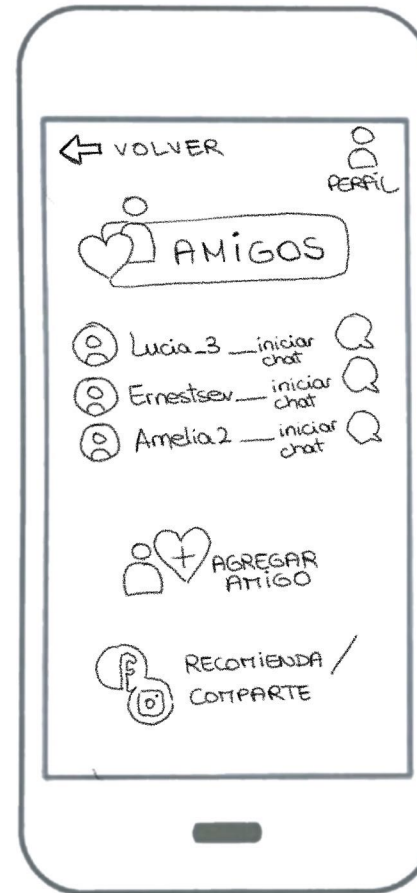 VOLVER
PERFIL
AMIGOS
Lucia_3 __ iniciar
chat
Ernestsev __ iniciar
chat
Amelia2 __ iniciar
chat
AGREGAR
AMIGO
RECOMIENDA /
COMPARTE